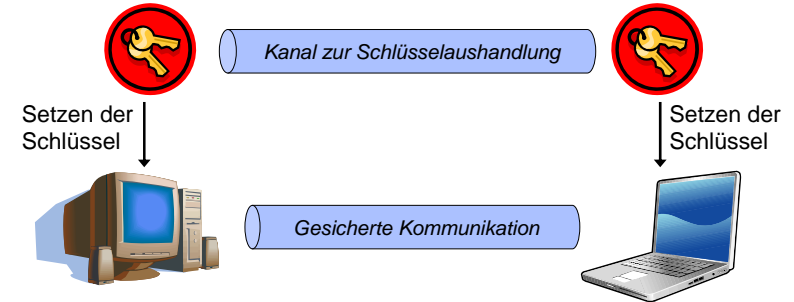 Kanal zur Schlüsselaushandlung
Setzen der
Schlüssel
Setzen der
Schlüssel
Gesicherte Kommunikation